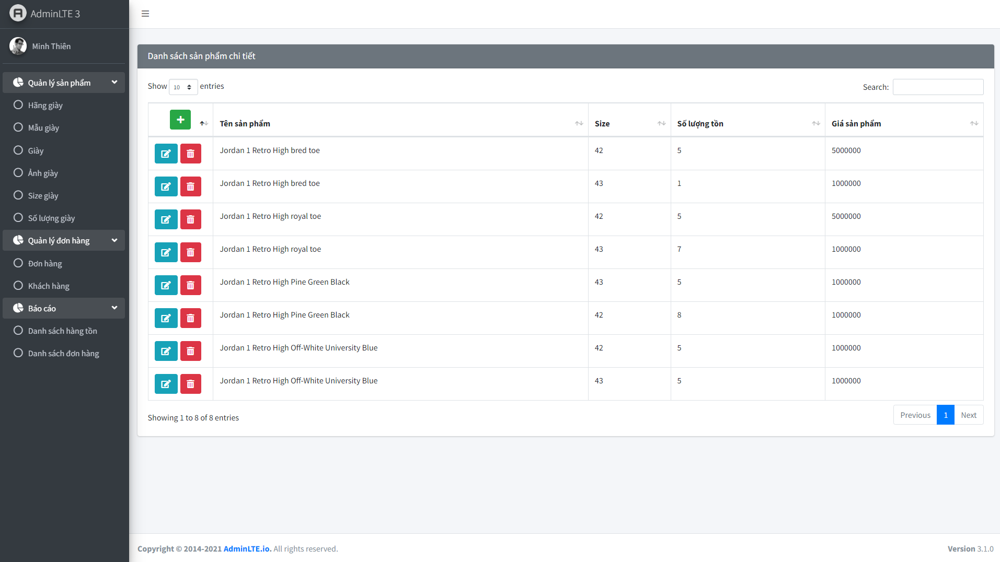 AdminLTE 3
Minh Thiên
Quản lý sản phẩm
Hãng giày
Mẫu giày
Giày
Ảnh giày
Size giày
Số lượng giày
Quản lý đơn hàng
Đơn hàng
Khách hàng
Báo cáo
Danh sách hàng tồn
Danh sách đơn hàng
Danh sách sản phẩm chi tiết
Show 10 entries
Search:
Tên sản phẩm Size Số lượng tồn Giá sản phẩm
Jordan 1 Retro High bred toe 42 5 5000000
Jordan 1 Retro High bred toe 43 1 1000000
Jordan 1 Retro High royal toe 42 5 5000000
Jordan 1 Retro High royal toe 43 7 1000000
Jordan 1 Retro High Pine Green Black 43 5 1000000
Jordan 1 Retro High Pine Green Black 42 8 1000000
Jordan 1 Retro High Off-White University Blue 42 5 1000000
Jordan 1 Retro High Off-White University Blue 43 5 1000000
Showing 1 to 8 of 8 entries
Previous 1 Next
Copyright © 2014-2021 AdminLTE.io. All rights reserved.
Version 3.1.0